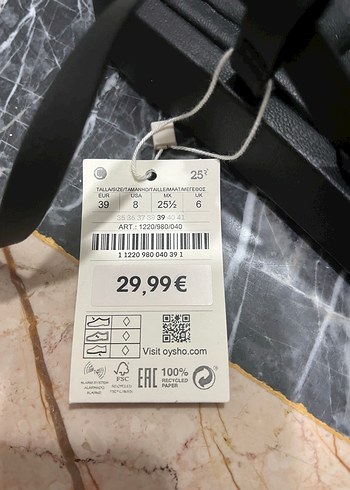 25
TALLA/SIZE/TAMANHO/TAILLE/MAAT/ΜΕΓΕΘΟΣ
EUR USA MX UK
39 8 25½ 6
35 36 37 38 39 40 41
ART.: 1220/980/040
1 1220 980 040 39 1
29,99€
Visit oysho.com
ALARM SYSTEM
FSC
EAC 100%
RECYCLED
PAPER